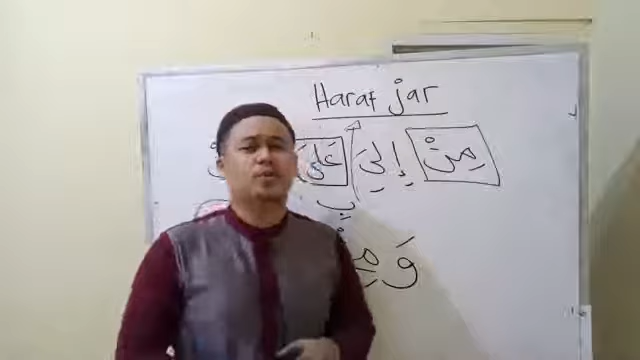 Haraf jar
مِنْ إِلَى عَلَى
بِ
وَ